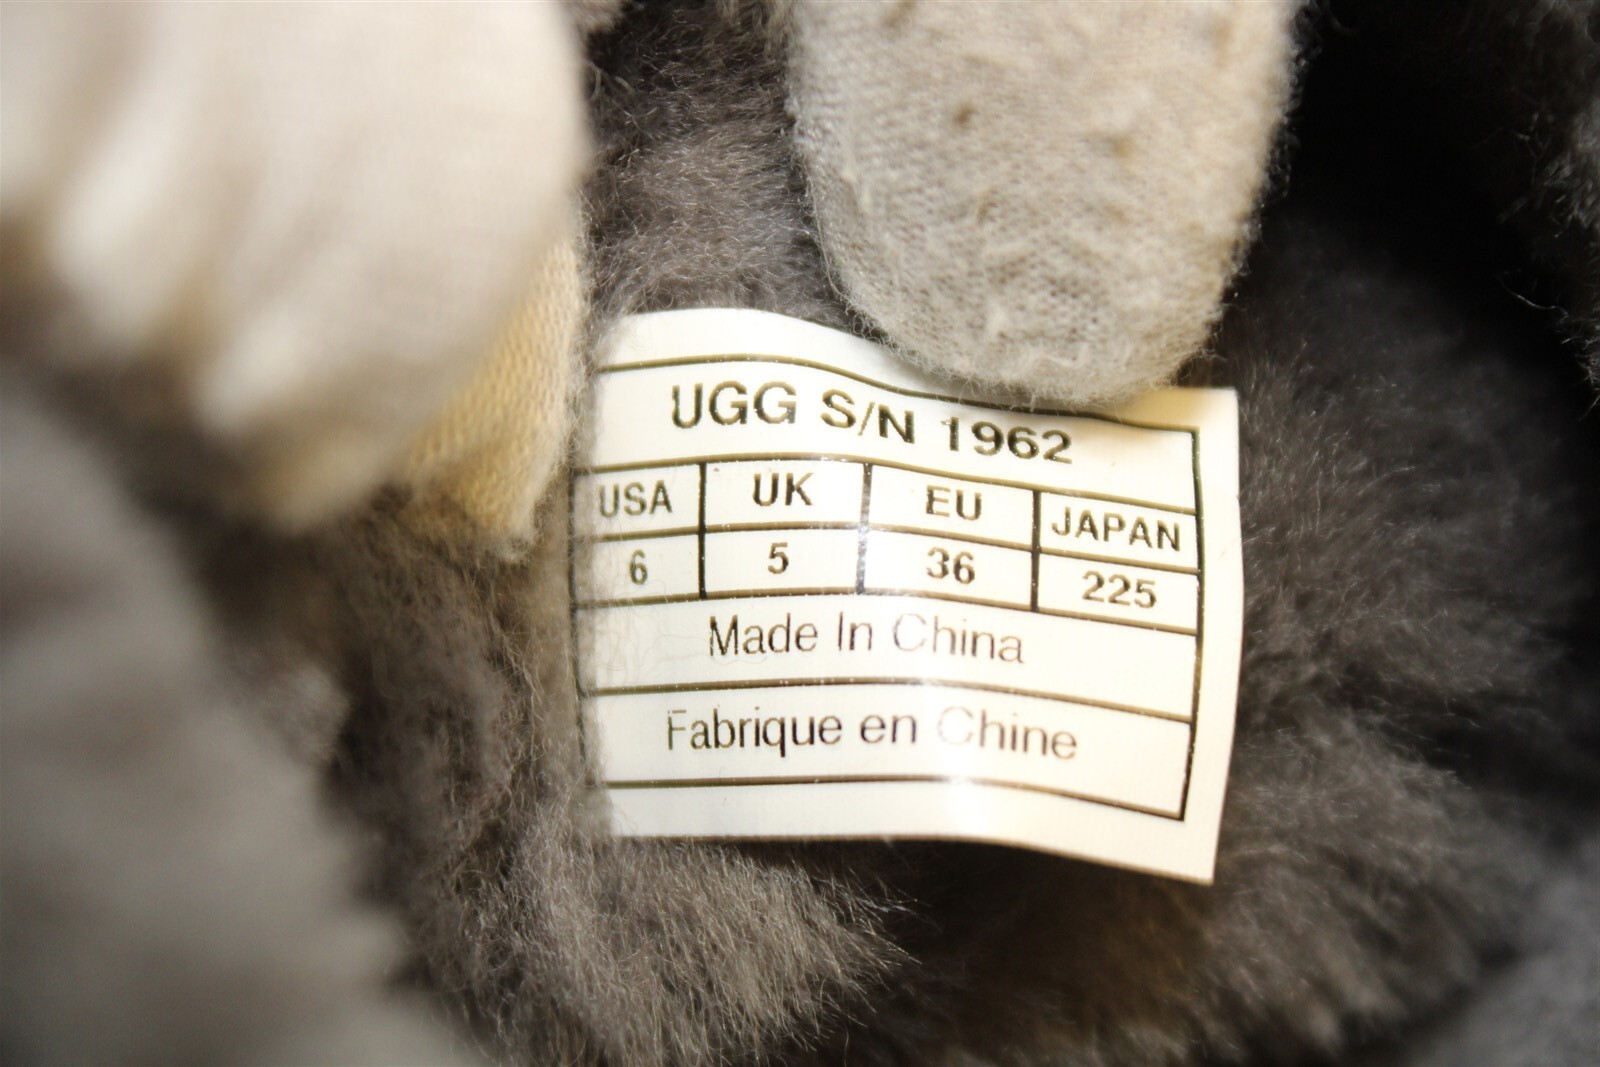 UGG S/N 1962
USA UK EU JAPAN
6 5 36 225
Made In China
Fabrique en Chine